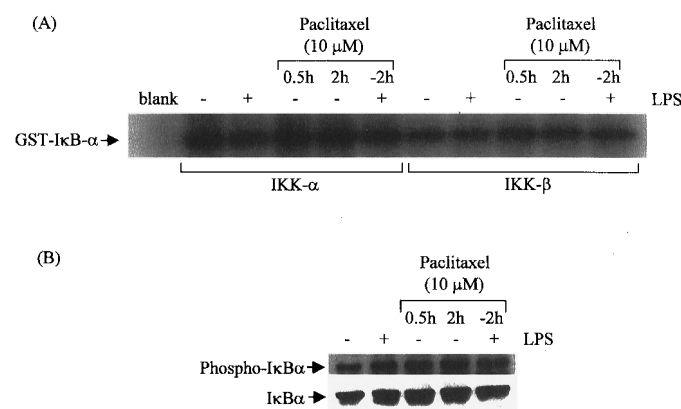 (A)
Paclitaxel Paclitaxel
(10 µM) (10 µM)
0.5h 2h -2h 0.5h 2h -2h
blank - + - - + - + - - + LPS
GST-IκB-α
IKK-α IKK-β
(B)
Paclitaxel
(10 µM)
0.5h 2h -2h
- + - - + LPS
Phospho-IκBα
IκBα